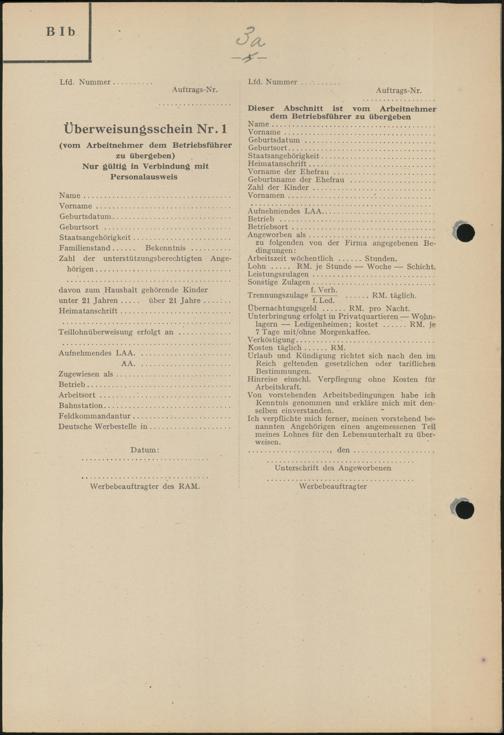 B I b
3a
Lfd. Nummer . . . . . . . . . .
Auftrags-Nr.
. . . . . . . . . . . . . . . . .
Überweisungsschein Nr. 1
(vom Arbeitnehmer dem Betriebsführer
zu übergeben)
Nur gültig in Verbindung mit
Personalausweis
Name . . . . . . . . . .
Vorname . . . . . . . . . .
Geburtsdatum . . . . . . . . . .
Geburtsort . . . . . . . . . .
Staatsangehörigkeit . . . . . . . . . .
Familienstand . . . . . . Bekenntnis . . . . . . . . . .
Zahl der unterstützungsberechtigten Ange-
hörigen . . . . . . . . . .
. . . . . . . . . .
davon zum Haushalt gehörende Kinder
unter 21 Jahren . . . . . über 21 Jahre . . . . . . .
Heimatanschrift . . . . . . . . . .
. . . . . . . . . .
Teillohnüberweisung erfolgt an . . . . . . . . . .
. . . . . . . . . .
Aufnehmendes LAA. . . . . . . . . . .
AA. . . . . . . . . . .
Zugewiesen als . . . . . . . . . .
Betrieb . . . . . . . . . .
Arbeitsort . . . . . . . . . .
Bahnstation . . . . . . . . . .
Feldkommandantur . . . . . . . . . .
Deutsche Werbestelle in . . . . . . . . . .
Datum:
. . . . . . . . . .
. . . . . . . . . .
Werbebeauftragter des RAM.
Lfd. Nummer . . . . . . . . . .
Auftrags-Nr.
. . . . . . . . . .
Dieser Abschnitt ist vom Arbeitnehmer
dem Betriebsführer zu übergeben
Name . . . . . . . . . .
Vorname . . . . . . . . . .
Geburtsdatum . . . . . . . . . .
Geburtsort . . . . . . . . . .
Staatsangehörigkeit . . . . . . . . . .
Heimatanschrift . . . . . . . . . .
Vorname der Ehefrau . . . . . . . . . .
Geburtsname der Ehefrau . . . . . . . . . .
Zahl der Kinder . . . . . . . . . .
Vornamen . . . . . . . . . .
. . . . . . . . . .
Aufnehmendes LAA. . . . . . . . . . .
Betrieb . . . . . . . . . .
Betriebsort . . . . . . . . . .
Angeworben als . . . . . . . . . .
zu folgenden von der Firma angegebenen Be-
dingungen:
Arbeitszeit wöchentlich . . . . . . Stunden.
Lohn . . . . . RM. je Stunde — Woche — Schicht.
Leistungszulagen . . . . . . . . . .
Sonstige Zulagen . . . . . . . . . .
f. Verh.
Trennungszulage . . . . . . RM. täglich.
f. Led.
Übernachtungsgeld . . . . . . RM. pro Nacht.
Unterbringung erfolgt in Privatquartieren — Wohn-
lagern — Ledigenheimen; kostet . . . . . . RM. je
7 Tage mit/ohne Morgenkaffee.
Verköstigung . . . . . . . . . .
Kosten täglich . . . . . . RM.
Urlaub und Kündigung richtet sich nach den im
Reich geltenden gesetzlichen oder tariflichen
Bestimmungen.
Hinreise einschl. Verpflegung ohne Kosten für
Arbeitskraft.
Von vorstehenden Arbeitsbedingungen habe ich
Kenntnis genommen und erkläre mich mit den-
selben einverstanden.
Ich verpflichte mich ferner, meinen vorstehend be-
nannten Angehörigen einen angemessenen Teil
meines Lohnes für den Lebensunterhalt zu über-
weisen.
. . . . . . . . . . , den . . . . . . . . . .
. . . . . . . . . .
Unterschrift des Angeworbenen
. . . . . . . . . .
Werbebeauftragter